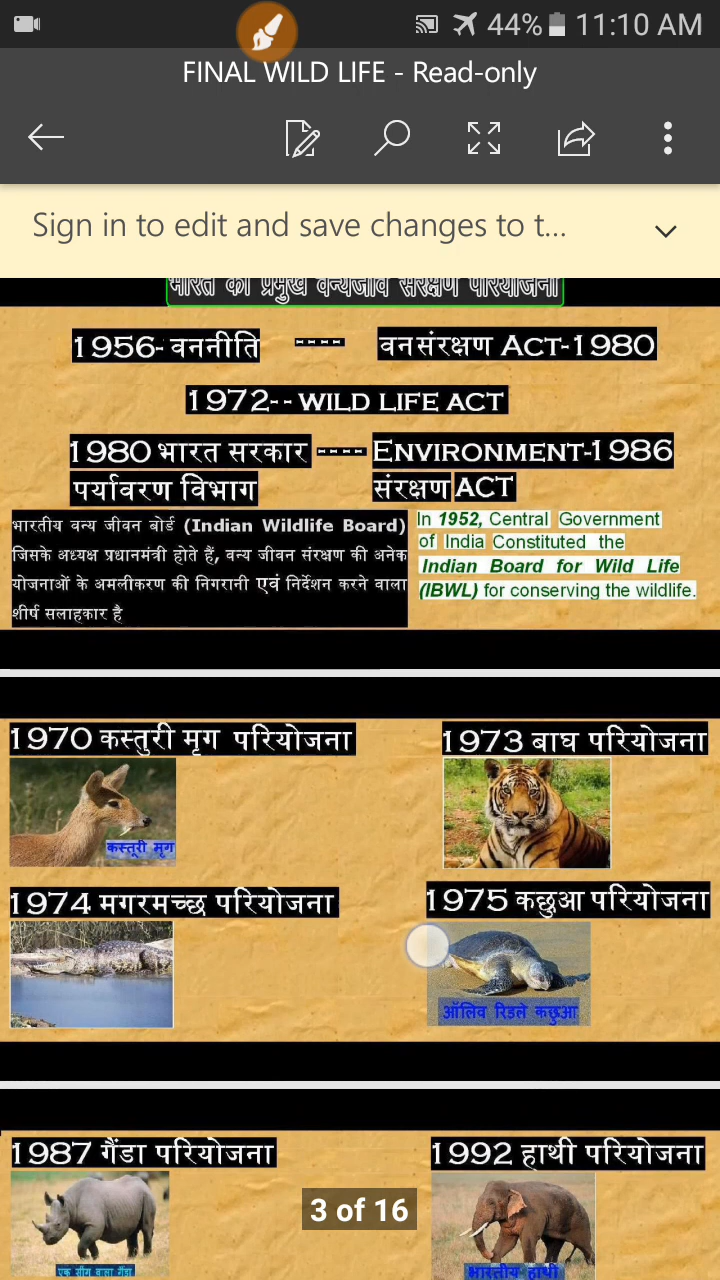 44% 11:10 AM
FINAL WILD LIFE - Read-only
Sign in to edit and save changes to t...
भारत की प्रमुख वन्यजीव संरक्षण परियोजना
1956- वननीति ---- वनसंरक्षण ACT-1980
1972-- WILD LIFE ACT
1980 भारत सरकार ---- ENVIRONMENT-1986
पर्यावरण विभाग संरक्षण ACT
भारतीय वन्य जीवन बोर्ड (Indian Wildlife Board)
जिसके अध्यक्ष प्रधानमंत्री होते हैं, वन्य जीवन संरक्षण की अनेक
योजनाओं के अमलीकरण की निगरानी एवं निर्देशन करने वाला
शीर्ष सलाहकार है
In 1952, Central Government
of India Constituted the
Indian Board for Wild Life
(IBWL) for conserving the wildlife.
1970 कस्तुरी मृग परियोजना
कस्तूरी मृग
1973 बाघ परियोजना
1974 मगरमच्छ परियोजना
1975 कछुआ परियोजना
ऑलिव रिडले कछुआ
1987 गैंडा परियोजना
एक सींग वाला गैंडा
1992 हाथी परियोजना
भारतीय हाथी
3 of 16